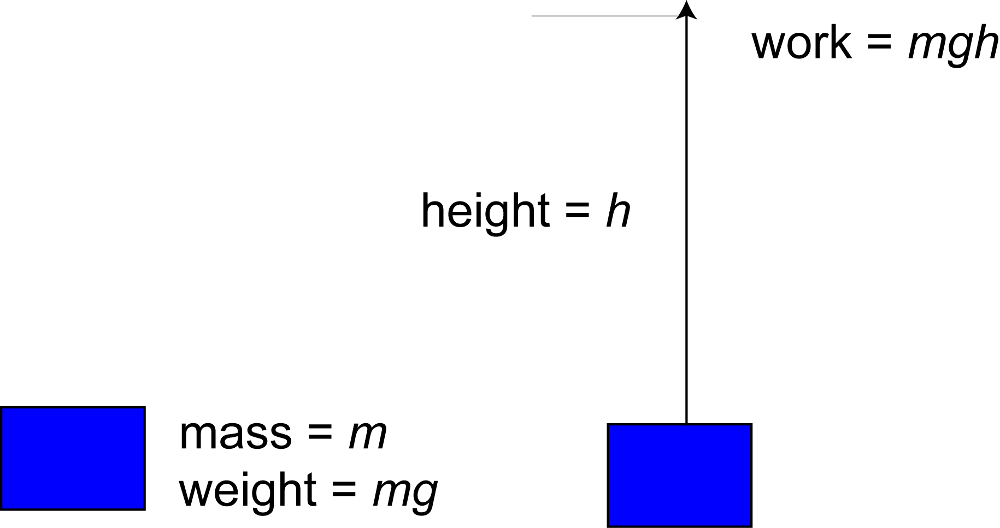 work = mgh
height = h
mass = m
weight = mg